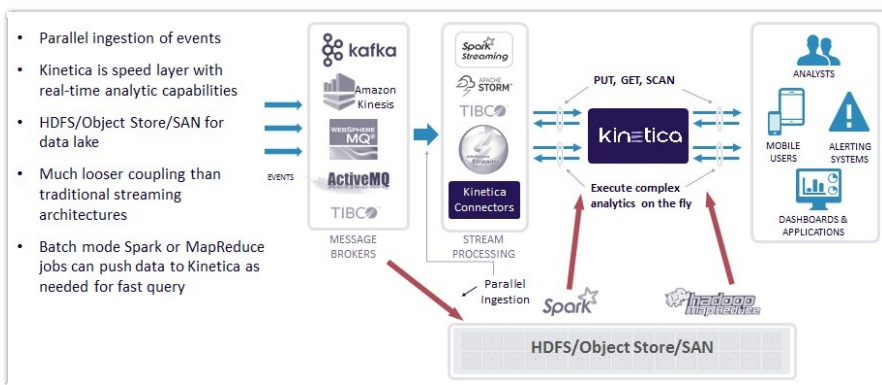 • Parallel ingestion of events
• Kinetica is speed layer with
real-time analytic capabilities
• HDFS/Object Store/SAN for
data lake
• Much looser coupling than
traditional streaming
architectures
• Batch mode Spark or MapReduce
jobs can push data to Kinetica as
needed for fast query
EVENTS
kafka
Amazon
Kinesis
WEBSPHERE
MQ
ActiveMQ
TIBCO
MESSAGE
BROKERS
Spark
Streaming
APACHE
STORM
TIBCO
Streams
Kinetica
Connectors
STREAM
PROCESSING
Parallel
Ingestion
PUT, GET, SCAN
kinetica
Execute complex
analytics on the fly
ANALYSTS
MOBILE
USERS
ALERTING
SYSTEMS
DASHBOARDS &
APPLICATIONS
Spark
hadoop
MapReduce
HDFS/Object Store/SAN